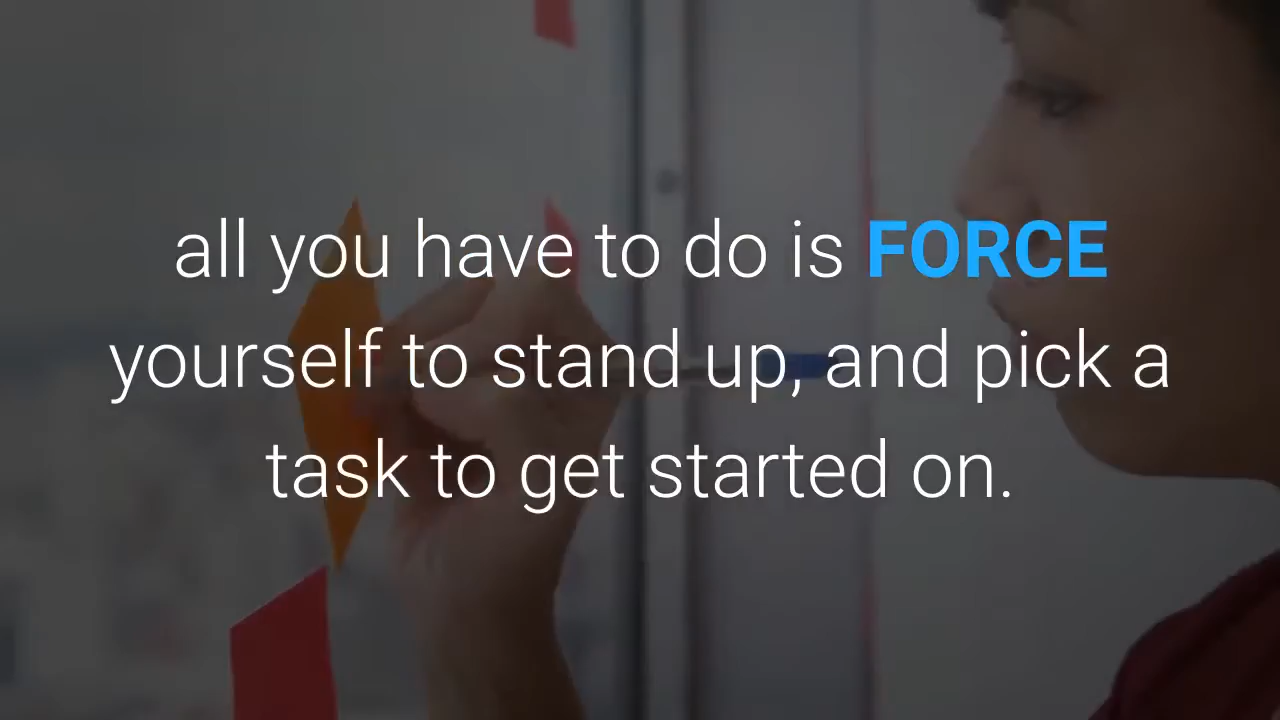 all you have to do is FORCE
yourself to stand up, and pick a
task to get started on.